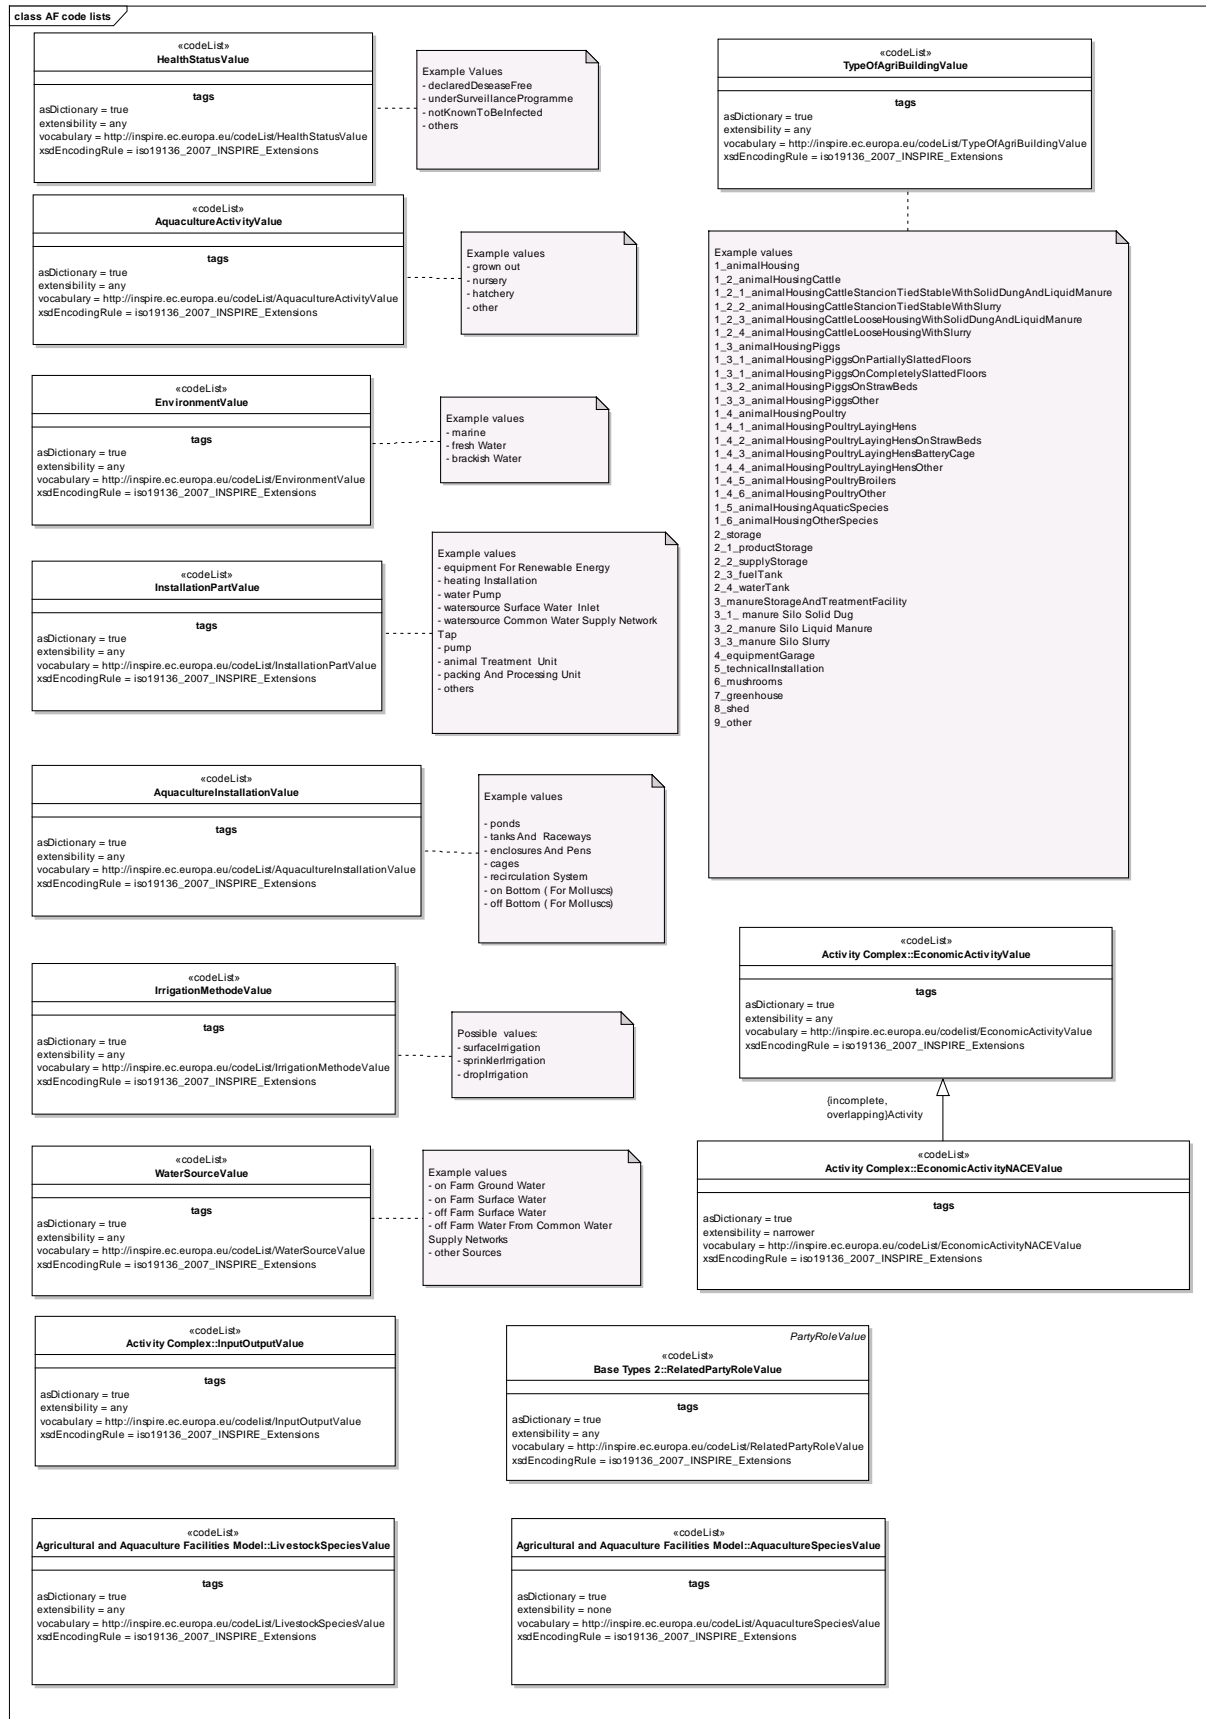 class AF code lists
«codeList»
HealthStatusValue
tags
asDictionary = true
extensibility = any
vocabulary = http://inspire.ec.europa.eu/codeList/HealthStatusValue
xsdEncodingRule = iso19136_2007_INSPIRE_Extensions
Example Values
- declaredDeseaseFree
- underSurveillanceProgramme
- notKnownToBeInfected
- others
«codeList»
TypeOfAgriBuildingValue
tags
asDictionary = true
extensibility = any
vocabulary = http://inspire.ec.europa.eu/codeList/TypeOfAgriBuildingValue
xsdEncodingRule = iso19136_2007_INSPIRE_Extensions
«codeList»
AquacultureActivityValue
tags
asDictionary = true
extensibility = any
vocabulary = http://inspire.ec.europa.eu/codeList/AquacultureActivityValue
xsdEncodingRule = iso19136_2007_INSPIRE_Extensions
Example values
- grown out
- nursery
- hatchery
- other
Example values
1_animalHousing
1_2_animalHousingCattle
1_2_1_animalHousingCattleStancionTiedStableWithSolidDungAndLiquidManure
1_2_2_animalHousingCattleStancionTiedStableWithSlurry
1_2_3_animalHousingCattleLooseHousingWithSolidDungAndLiquidManure
1_2_4_animalHousingCattleLooseHousingWithSlurry
1_3_animalHousingPiggs
1_3_1_animalHousingPiggsOnPartiallySlattedFloors
1_3_1_animalHousingPiggsOnCompletelySlattedFloors
1_3_2_animalHousingPiggsOnStrawBeds
1_3_3_animalHousingPiggsOther
1_4_animalHousingPoultry
1_4_1_animalHousingPoultryLayingHens
1_4_2_animalHousingPoultryLayingHensOnStrawBeds
1_4_3_animalHousingPoultryLayingHensBatteryCage
1_4_4_animalHousingPoultryLayingHensOther
1_4_5_animalHousingPoultryBroilers
1_4_6_animalHousingPoultryOther
1_5_animalHousingAquaticSpecies
1_6_animalHousingOtherSpecies
2_storage
2_1_productStorage
2_2_supplyStorage
2_3_fuelTank
2_4_waterTank
3_manureStorageAndTreatmentFacility
3_1_ manure Silo Solid Dug
3_2_manure Silo Liquid Manure
3_3_manure Silo Slurry
4_equipmentGarage
5_technicalInstallation
6_mushrooms
7_greenhouse
8_shed
9_other
«codeList»
EnvironmentValue
tags
asDictionary = true
extensibility = any
vocabulary = http://inspire.ec.europa.eu/codeList/EnvironmentValue
xsdEncodingRule = iso19136_2007_INSPIRE_Extensions
Example values
- marine
- fresh Water
- brackish Water
«codeList»
InstallationPartValue
tags
asDictionary = true
extensibility = any
vocabulary = http://inspire.ec.europa.eu/codeList/InstallationPartValue
xsdEncodingRule = iso19136_2007_INSPIRE_Extensions
Example values
- equipment For Renewable Energy
- heating Installation
- water Pump
- watersource Surface Water Inlet
- watersource Common Water Supply Network
Tap
- pump
- animal Treatment Unit
- packing And Processing Unit
- others
«codeList»
AquacultureInstallationValue
tags
asDictionary = true
extensibility = any
vocabulary = http://inspire.ec.europa.eu/codeList/AquacultureInstallationValue
xsdEncodingRule = iso19136_2007_INSPIRE_Extensions
Example values
- ponds
- tanks And Raceways
- enclosures And Pens
- cages
- recirculation System
- on Bottom ( For Molluscs)
- off Bottom ( For Molluscs)
«codeList»
Activity Complex::EconomicActivityValue
tags
asDictionary = true
extensibility = any
vocabulary = http://inspire.ec.europa.eu/codelist/EconomicActivityValue
xsdEncodingRule = iso19136_2007_INSPIRE_Extensions
«codeList»
IrrigationMethodeValue
tags
asDictionary = true
extensibility = any
vocabulary = http://inspire.ec.europa.eu/codeList/IrrigationMethodeValue
xsdEncodingRule = iso19136_2007_INSPIRE_Extensions
Possible values:
- surfaceIrrigation
- sprinklerIrrigation
- dropIrrigation
{incomplete,
overlapping}Activity
«codeList»
Activity Complex::EconomicActivityNACEValue
tags
asDictionary = true
extensibility = narrower
vocabulary = http://inspire.ec.europa.eu/codeList/EconomicActivityNACEValue
xsdEncodingRule = iso19136_2007_INSPIRE_Extensions
«codeList»
WaterSourceValue
tags
asDictionary = true
extensibility = any
vocabulary = http://inspire.ec.europa.eu/codeList/WaterSourceValue
xsdEncodingRule = iso19136_2007_INSPIRE_Extensions
Example values
- on Farm Ground Water
- on Farm Surface Water
- off Farm Surface Water
- off Farm Water From Common Water
Supply Networks
- other Sources
«codeList»
Activity Complex::InputOutputValue
tags
asDictionary = true
extensibility = any
vocabulary = http://inspire.ec.europa.eu/codelist/InputOutputValue
xsdEncodingRule = iso19136_2007_INSPIRE_Extensions
PartyRoleValue
«codeList»
Base Types 2::RelatedPartyRoleValue
tags
asDictionary = true
extensibility = any
vocabulary = http://inspire.ec.europa.eu/codeList/RelatedPartyRoleValue
xsdEncodingRule = iso19136_2007_INSPIRE_Extensions
«codeList»
Agricultural and Aquaculture Facilities Model::LivestockSpeciesValue
tags
asDictionary = true
extensibility = any
vocabulary = http://inspire.ec.europa.eu/codeList/LivestockSpeciesValue
xsdEncodingRule = iso19136_2007_INSPIRE_Extensions
«codeList»
Agricultural and Aquaculture Facilities Model::AquacultureSpeciesValue
tags
asDictionary = true
extensibility = none
vocabulary = http://inspire.ec.europa.eu/codeList/AquacultureSpeciesValue
xsdEncodingRule = iso19136_2007_INSPIRE_Extensions